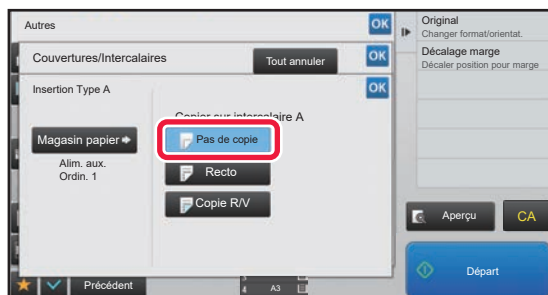 Autres
OK
Original
Changer format/orientat.
Couvertures/Intercalaires
Tout annuler
OK
Décalage marge
Décaler position pour marge
Insertion Type A
OK
Copier sur intercalaire A
Magasin papier
Pas de copie
Alim. aux.
Ordin. 1
Recto
Copie R/V
Aperçu
CA
Départ
Précédent
4
A3